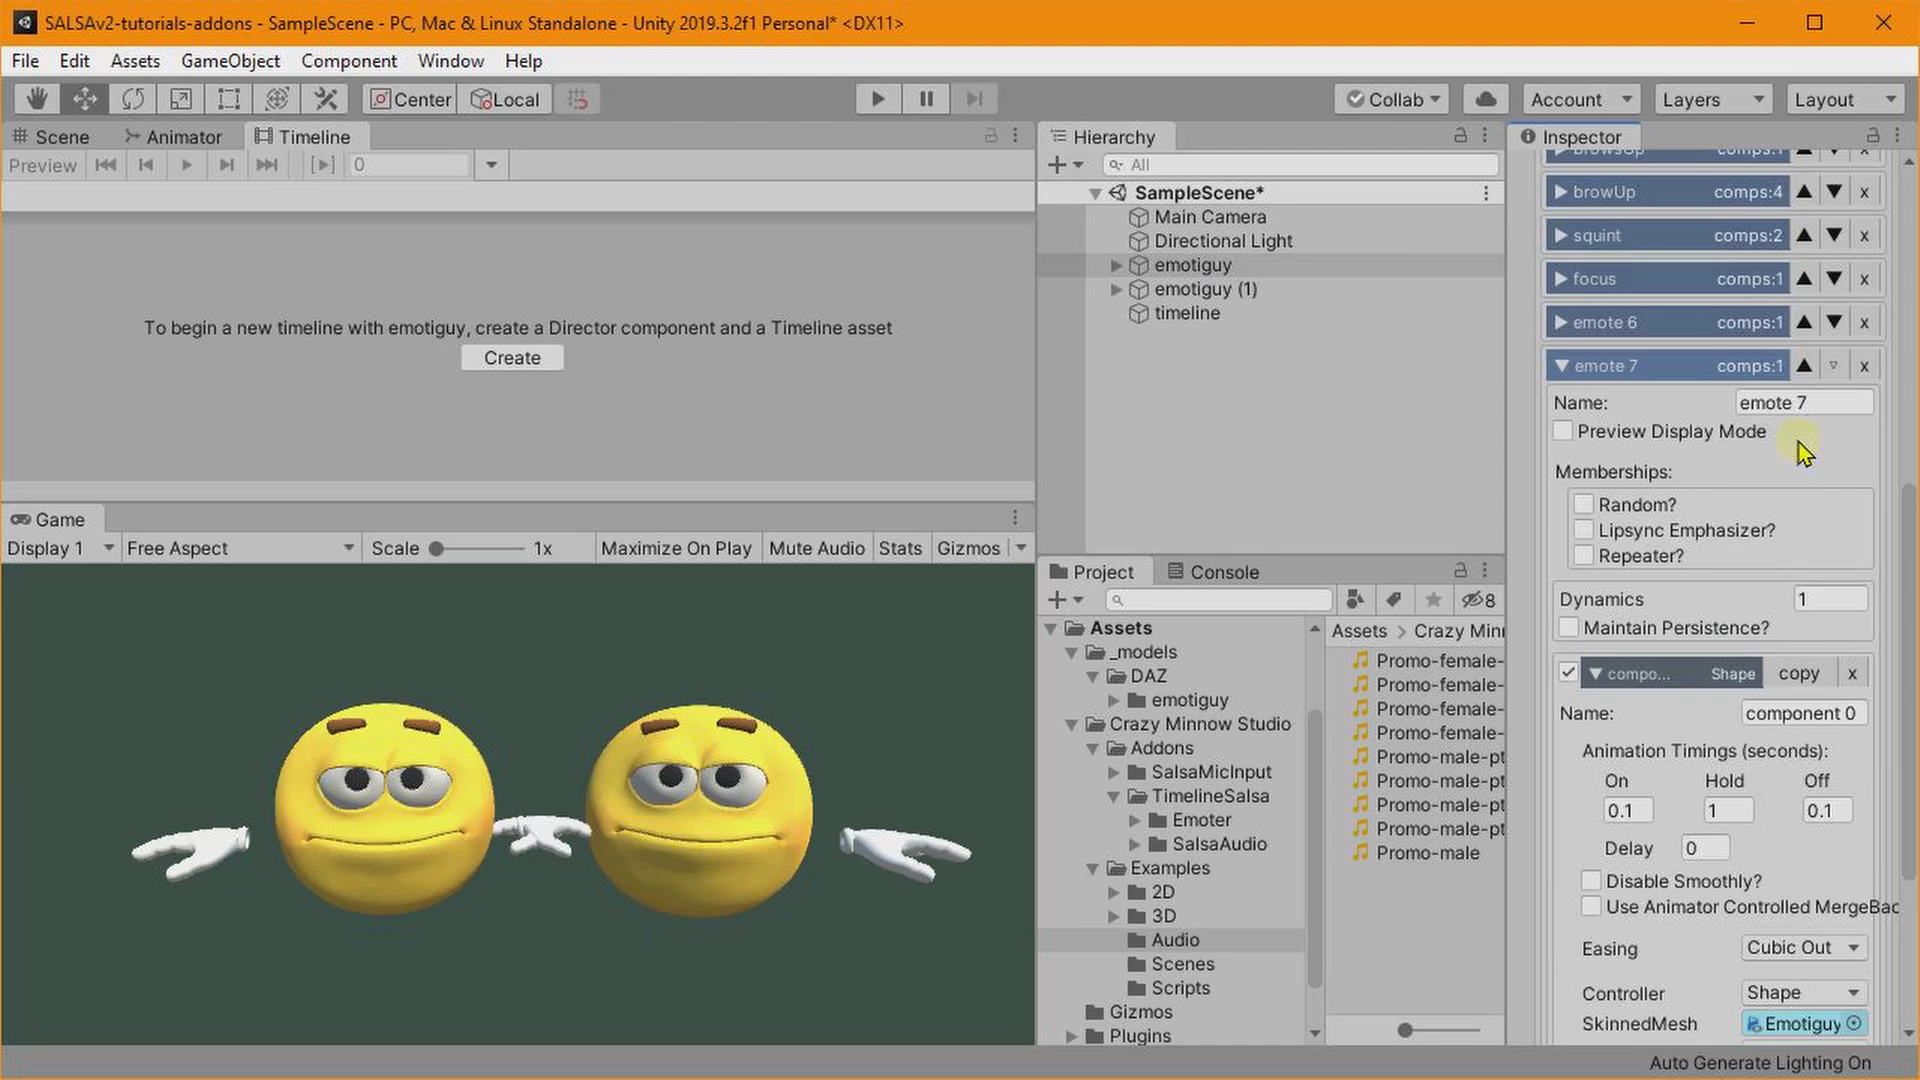 SALSAv2-tutorials-addons - SampleScene - PC, Mac & Linux Standalone - Unity 2019.3.2f1 Personal* <DX11>
File Edit Assets GameObject Component Window Help
Center Local Collab Account Layers Layout
Scene Animator Timeline
Preview 0
To begin a new timeline with emotiguy, create a Director component and a Timeline asset
Create
Game
Display 1 Free Aspect Scale 1x Maximize On Play Mute Audio Stats Gizmos
Hierarchy
All
SampleScene*
Main Camera
Directional Light
emotiguy
emotiguy (1)
timeline
Project Console
8
Assets
_models
DAZ
emotiguy
Crazy Minnow Studio
Addons
SalsaMicInput
TimelineSalsa
Emoter
SalsaAudio
Examples
2D
3D
Audio
Scenes
Scripts
Gizmos
Plugins
Assets > Crazy Minn
Promo-female-
Promo-female-
Promo-female-
Promo-female-
Promo-male-pt
Promo-male-pt
Promo-male-pt
Promo-male-pt
Promo-male
Inspector
browsUp comps:1 x
browUp comps:4 x
squint comps:2 x
focus comps:1 x
emote 6 comps:1 x
emote 7 comps:1 x
Name: emote 7
Preview Display Mode
Memberships:
Random?
Lipsync Emphasizer?
Repeater?
Dynamics 1
Maintain Persistence?
compo... Shape copy x
Name: component 0
Animation Timings (seconds):
On Hold Off
0.1 1 0.1
Delay 0
Disable Smoothly?
Use Animator Controlled MergeBac
Easing Cubic Out
Controller Shape
SkinnedMesh Emotiguy
Auto Generate Lighting On